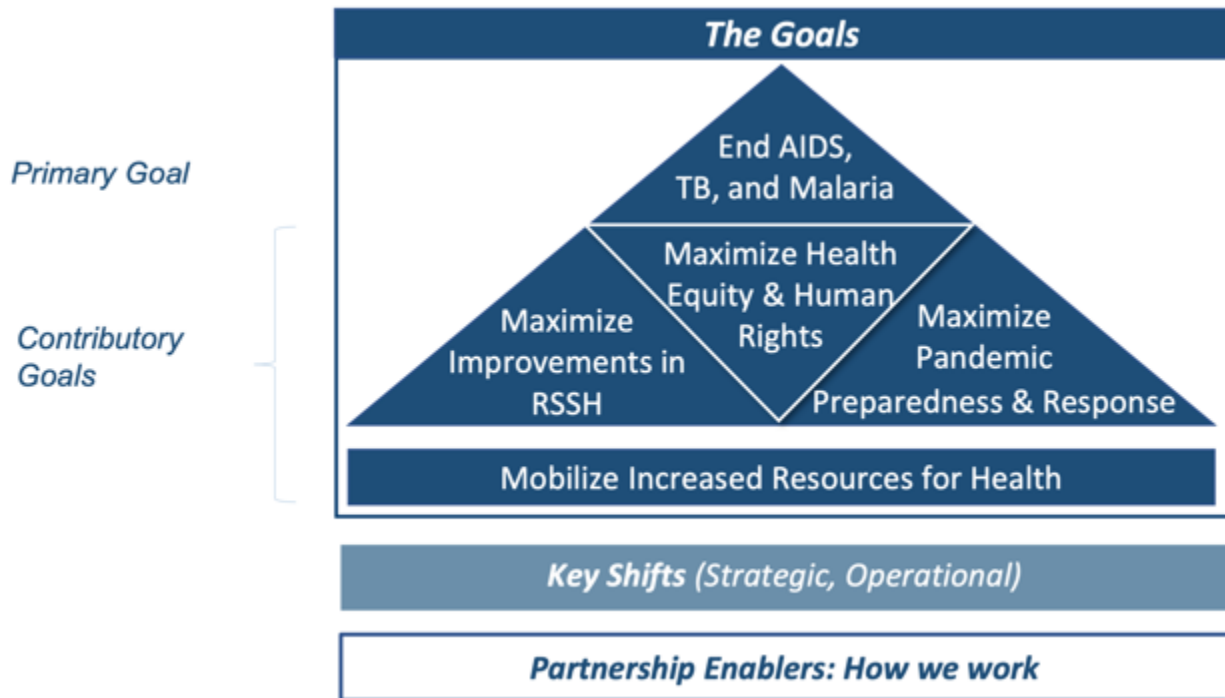 The Goals
Primary Goal
End AIDS,
TB, and Malaria
Contributory
Goals
Maximize Health
Equity & Human
Rights
Maximize
Improvements in
RSSH
Maximize
Pandemic
Preparedness & Response
Mobilize Increased Resources for Health
Key Shifts (Strategic, Operational)
Partnership Enablers: How we work